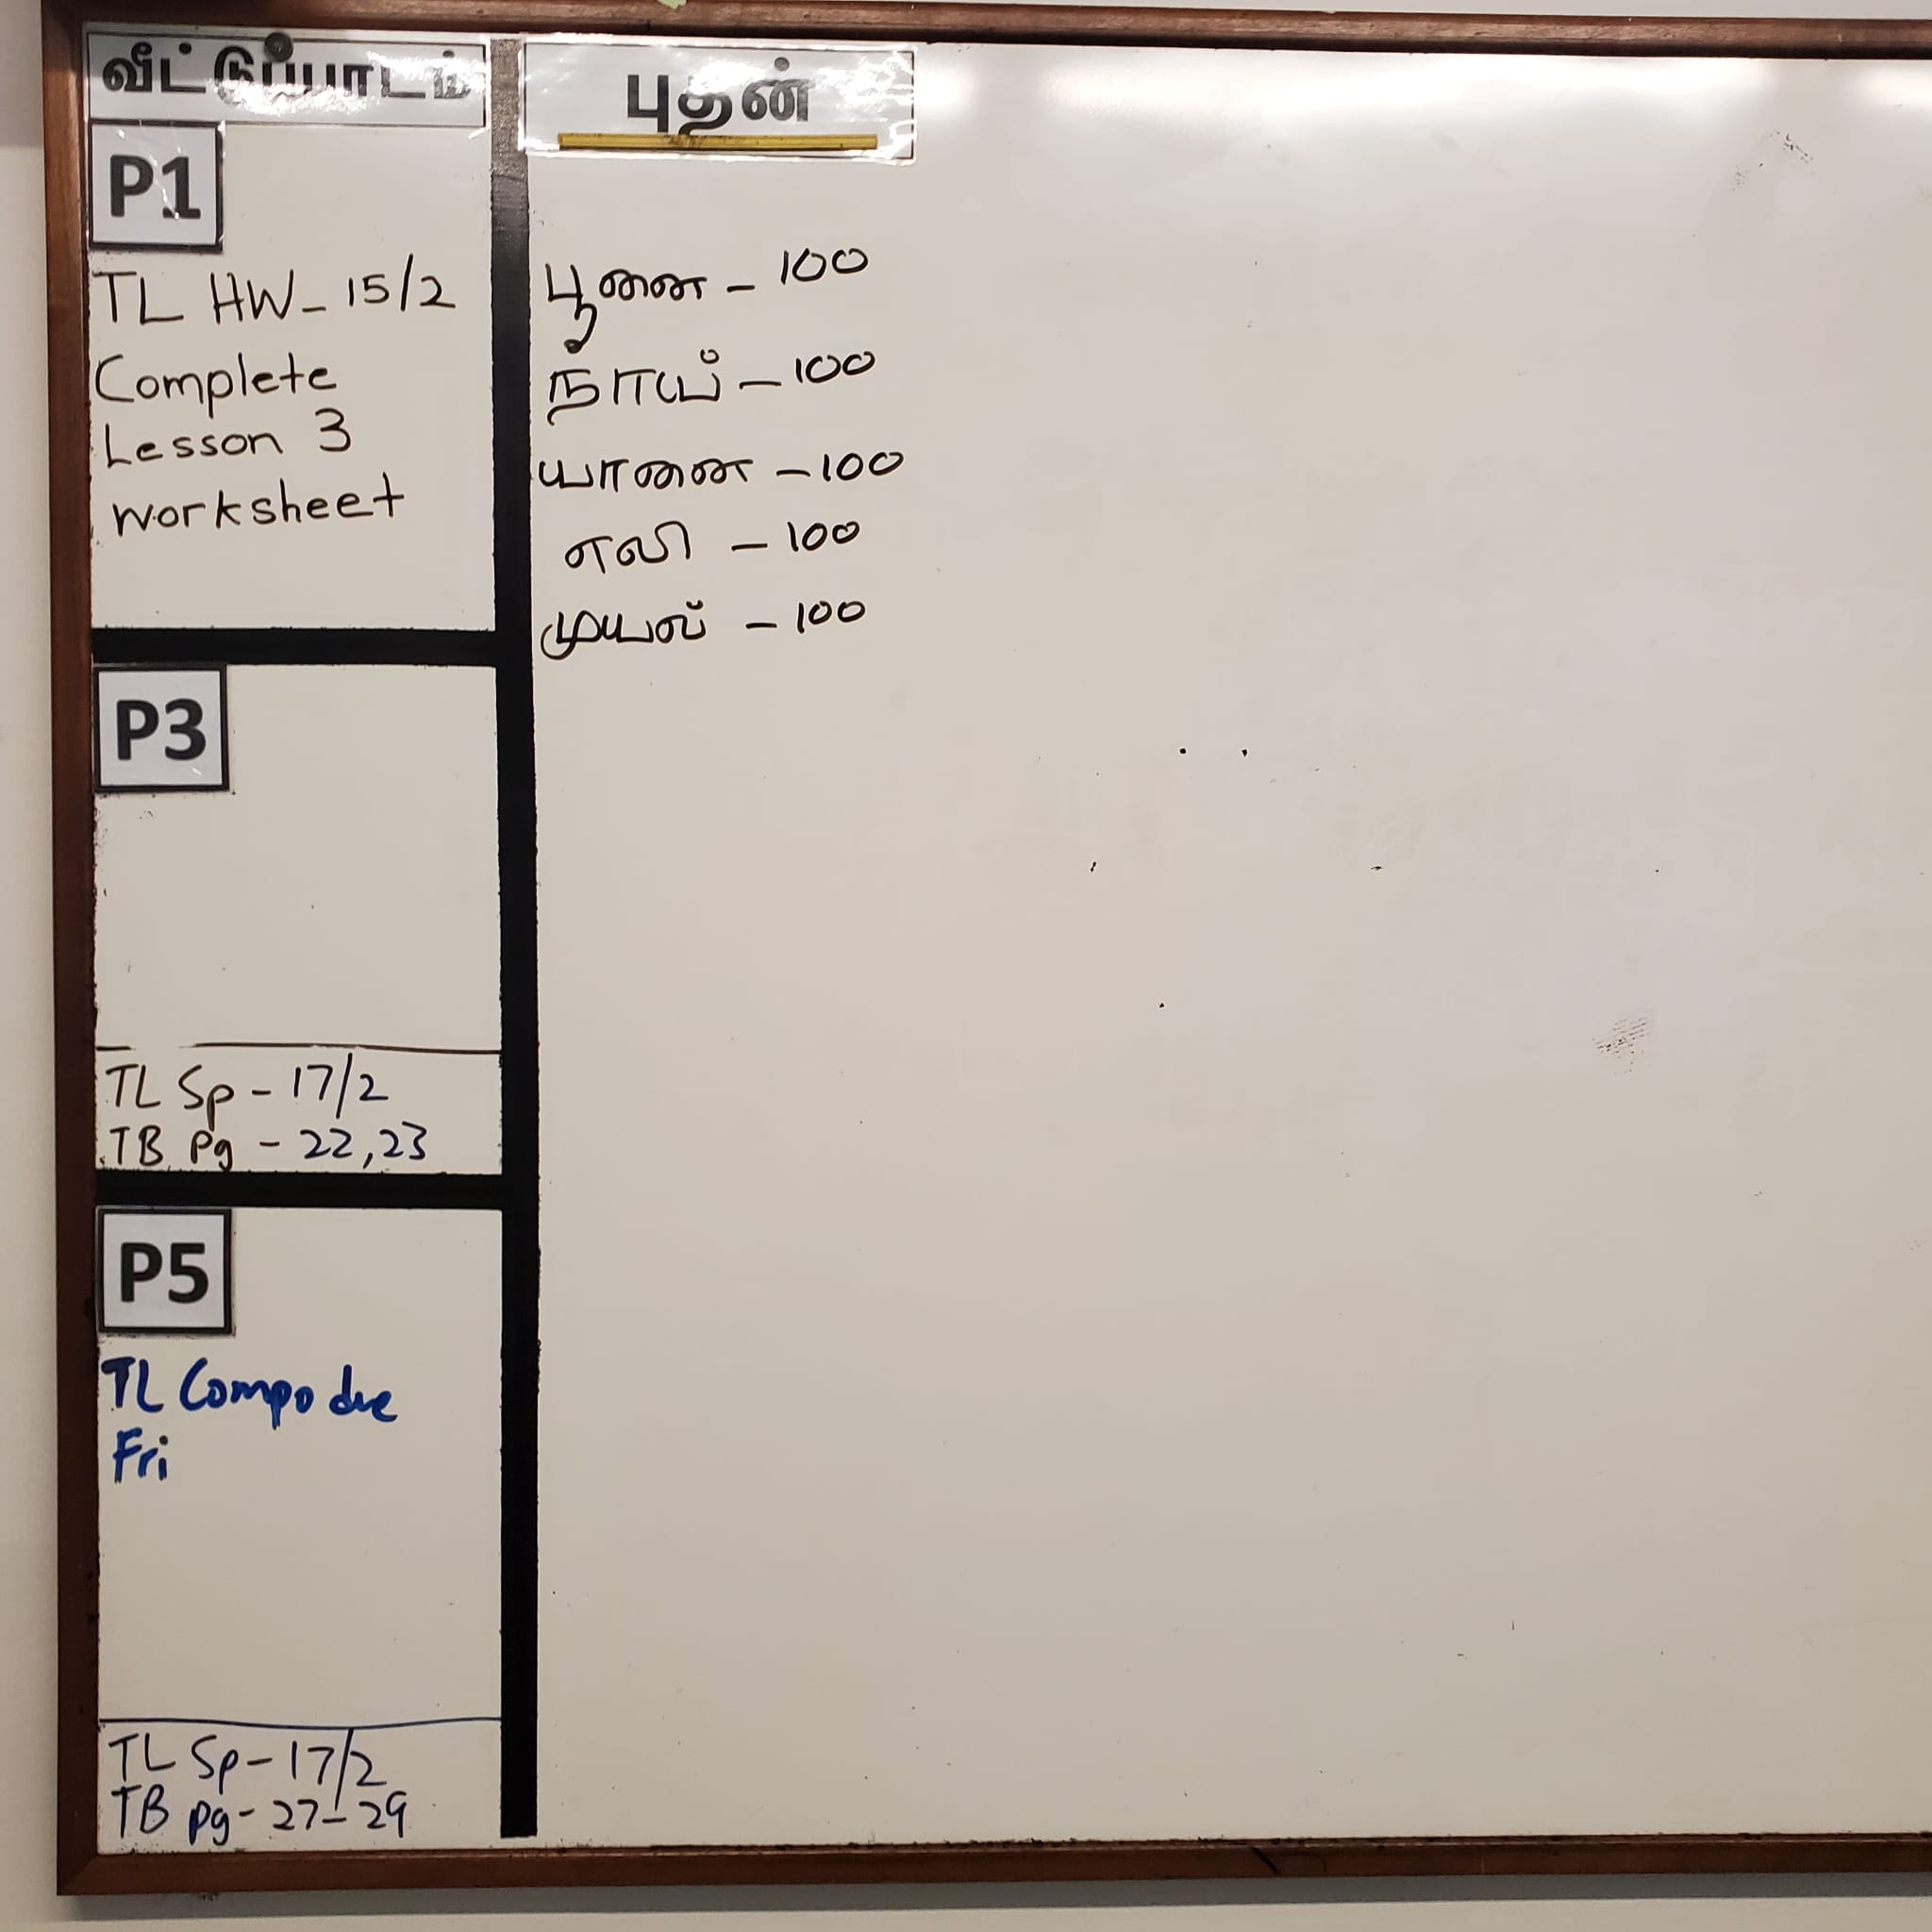 வீட்டுப்பாடம்
P1
TL HW - 15/2
Complete
Lesson 3
worksheet
P3
TL Sp - 17/2
TB Pg - 22,23
P5
TL Compo due
Fri
TL Sp - 17/2
TB pg - 27-29
புதன்
பூனை - 100
நாய் - 100
யானை - 100
எலி - 100
முயல் - 100